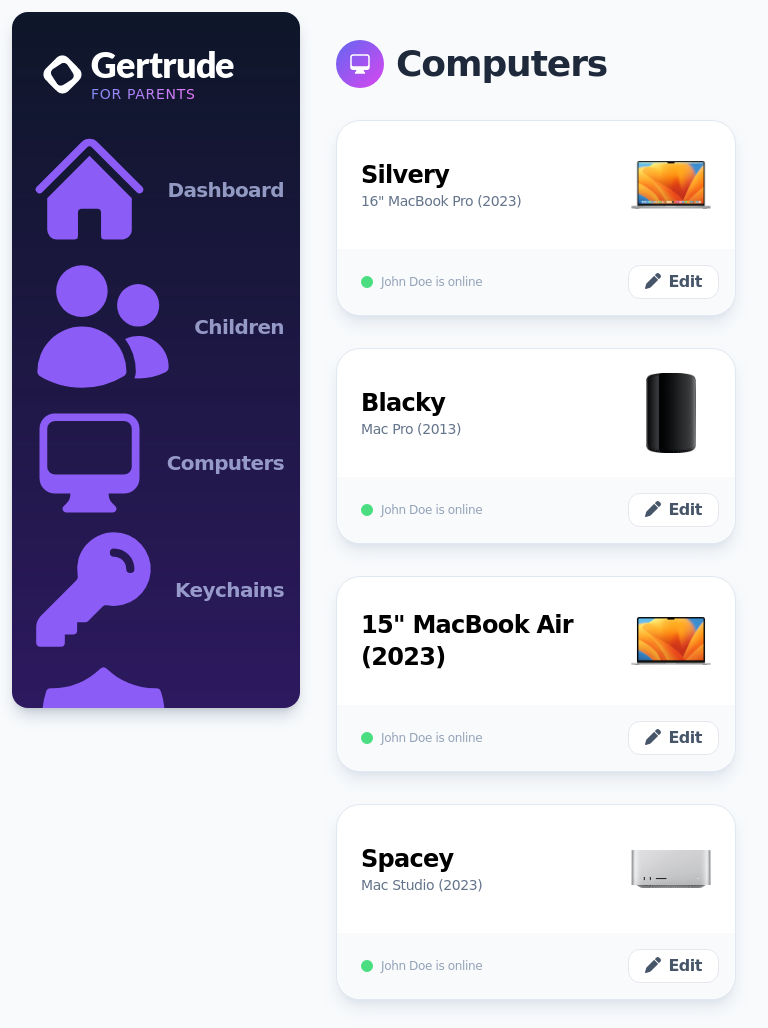 Gertrude
FOR PARENTS
Dashboard
Children
Computers
Keychains
Computers
Silvery
16" MacBook Pro (2023)
John Doe is online
Edit
Blacky
Mac Pro (2013)
John Doe is online
Edit
15" MacBook Air
(2023)
John Doe is online
Edit
Spacey
Mac Studio (2023)
John Doe is online
Edit